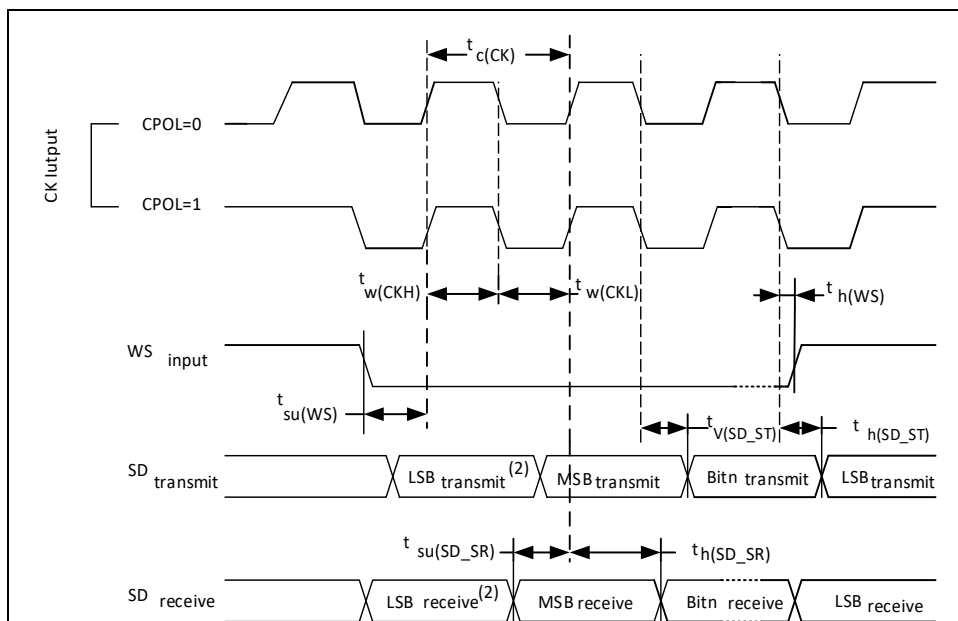 t c(CK)
CK Iutput
CPOL=0
CPOL=1
t w(CKH)
t w(CKL)
t h(WS)
WS input
t su(WS)
t V(SD_ST)
t h(SD_ST)
SD transmit
LSB transmit (2)
MSB transmit
Bitn transmit
LSB transmit
t su(SD_SR)
t h(SD_SR)
SD receive
LSB receive (2)
MSB receive
Bitn receive
LSB receive